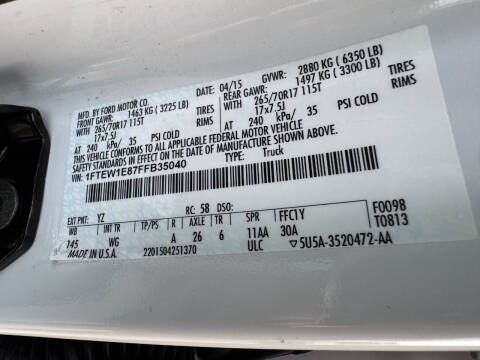 MFD. BY FORD MOTOR CO.
DATE: 04/15 GVWR: 2880 KG ( 6350 LB)
FRONT GAWR: 1463 KG ( 3225 LB) REAR GAWR: 1497 KG ( 3300 LB)
WITH 265/70R17 115T TIRES WITH 265/70R17 115T TIRES
17x7.5J RIMS 17x7.5J RIMS
AT 240 kPa/ 35 PSI COLD AT 240 kPa/ 35 PSI COLD
THIS VEHICLE CONFORMS TO ALL APPLICABLE FEDERAL MOTOR VEHICLE
SAFETY STANDARDS IN EFFECT ON THE DATE OF MANUFACTURE SHOWN ABOVE.
1FTEW1E87FFB35040 TYPE: Truck
EXT PNT: YZ RC: 58 DSO: F0098
WB INT TR TP/PS R AXLE TR SPR FFC1Y T0813
145 WG A 26 6 11AA 30A
MADE IN U.S.A. 2201504251370 ULC 5U5A-3520472-AA